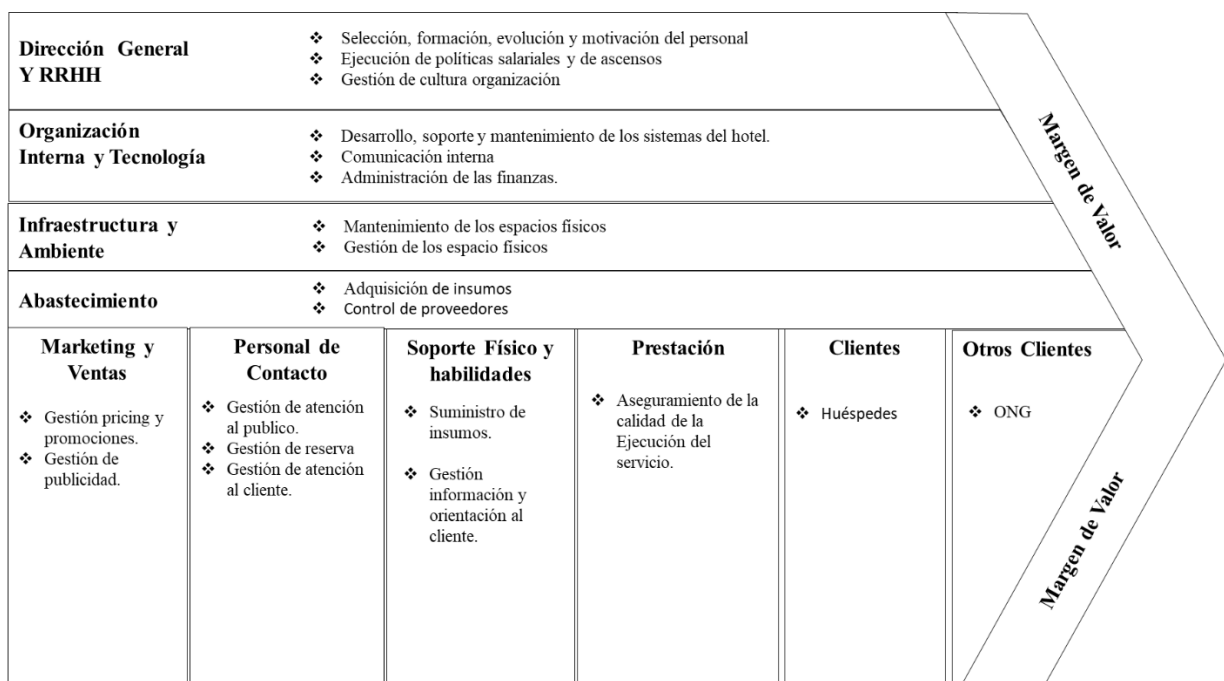 Dirección General
Y RRHH
❖ Selección, formación, evolución y motivación del personal
❖ Ejecución de políticas salariales y de ascensos
❖ Gestión de cultura organización
Organización
Interna y Tecnología
❖ Desarrollo, soporte y mantenimiento de los sistemas del hotel.
❖ Comunicación interna
❖ Administración de las finanzas.
Infraestructura y
Ambiente
❖ Mantenimiento de los espacios físicos
❖ Gestión de los espacio físicos
Abastecimiento
❖ Adquisición de insumos
❖ Control de proveedores
Margen de Valor
Marketing y
Ventas
❖ Gestión pricing y
promociones.
❖ Gestión de
publicidad.
Personal de
Contacto
❖ Gestión de atención
al publico.
❖ Gestión de reserva
❖ Gestión de atención
al cliente.
Soporte Físico y
habilidades
❖ Suministro de
insumos.
❖ Gestión
información y
orientación al
cliente.
Prestación
❖ Aseguramiento de la
calidad de la
Ejecución del
servicio.
Clientes
❖ Huéspedes
Otros Clientes
❖ ONG
Margen de Valor